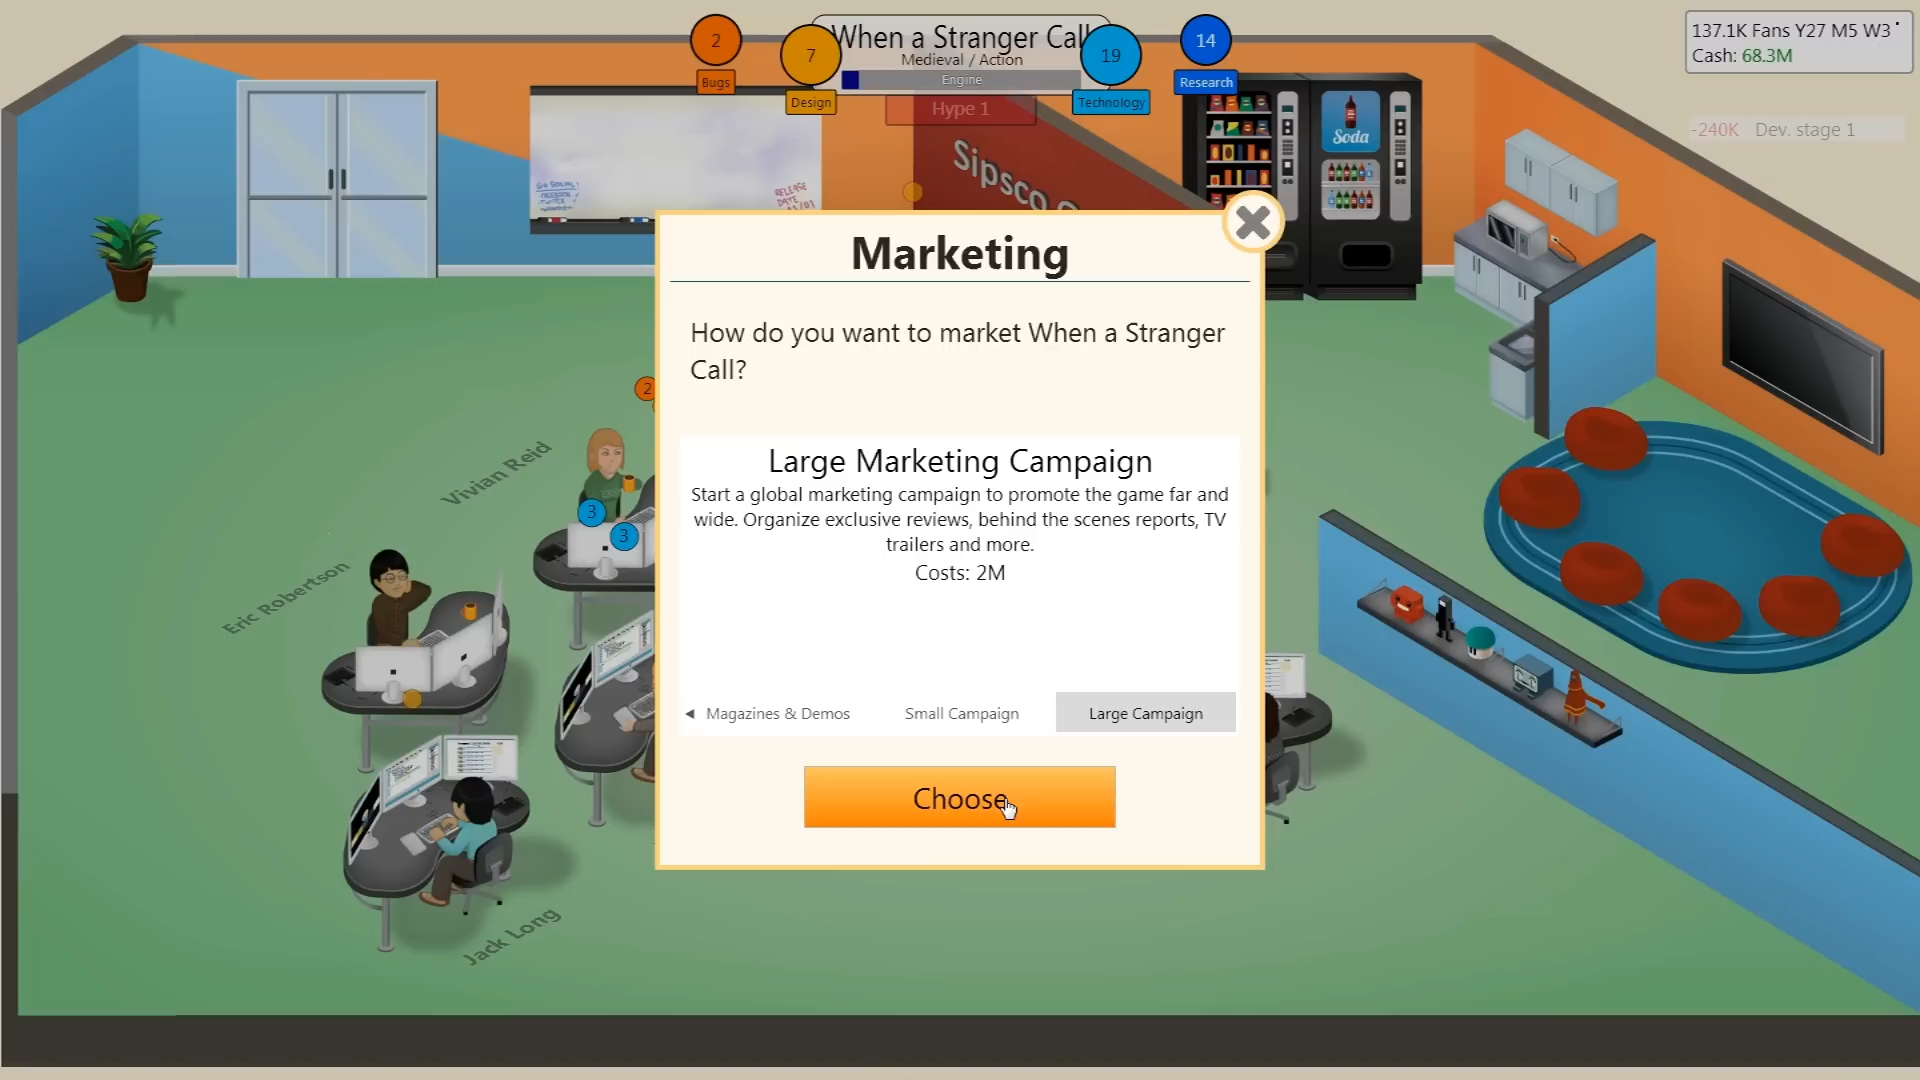 2
Bugs
7
Design
When a Stranger Call
Medieval / Action
Engine
Hype 1
19
Technology
14
Research
137.1K Fans Y27 M5 W3
Cash: 68.3M
-240K Dev. stage 1
Sipsco
Soda
RELEASE
DATE
Marketing
How do you want to market When a Stranger
Call?
Large Marketing Campaign
Start a global marketing campaign to promote the game far and
wide. Organize exclusive reviews, behind the scenes reports, TV
trailers and more.
Costs: 2M
Magazines & Demos
Small Campaign
Large Campaign
Choose
2
Vivian Reid
3
3
Eric Robertson
Jack Long